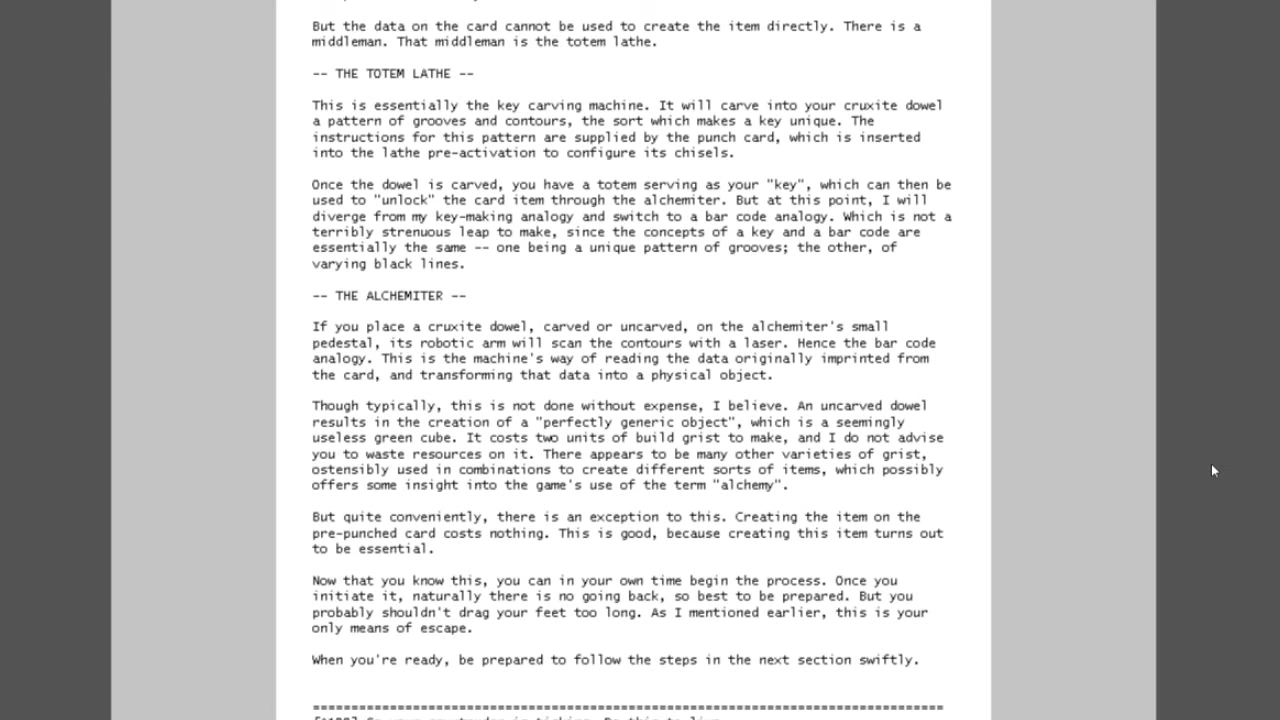 But the data on the card cannot be used to create the item directly. There is a
middleman. That middleman is the totem lathe.
-- THE TOTEM LATHE --
This is essentially the key carving machine. It will carve into your cruxite dowel
a pattern of grooves and contours, the sort which makes a key unique. The
instructions for this pattern are supplied by the punch card, which is inserted
into the lathe pre-activation to configure its chisels.
Once the dowel is carved, you have a totem serving as your "key", which can then be
used to "unlock" the card item through the alchemiter. But at this point, I will
diverge from my key-making analogy and switch to a bar code analogy. Which is not a
terribly strenuous leap to make, since the concepts of a key and a bar code are
essentially the same -- one being a unique pattern of grooves; the other, of
varying black lines.
-- THE ALCHEMITER --
If you place a cruxite dowel, carved or uncarved, on the alchemiter's small
pedestal, its robotic arm will scan the contours with a laser. Hence the bar code
analogy. This is the machine's way of reading the data originally imprinted from
the card, and transforming that data into a physical object.
Though typically, this is not done without expense, I believe. An uncarved dowel
results in the creation of a "perfectly generic object", which is a seemingly
useless green cube. It costs two units of build grist to make, and I do not advise
you to waste resources on it. There appears to be many other varieties of grist,
ostensibly used in combinations to create different sorts of items, which possibly
offers some insight into the game's use of the term "alchemy".
But quite conveniently, there is an exception to this. Creating the item on the
pre-punched card costs nothing. This is good, because creating this item turns out
to be essential.
Now that you know this, you can in your own time begin the process. Once you
initiate it, naturally there is no going back, so best to be prepared. But you
probably shouldn't drag your feet too long. As I mentioned earlier, this is your
only means of escape.
When you're ready, be prepared to follow the steps in the next section swiftly.
==================================================================================